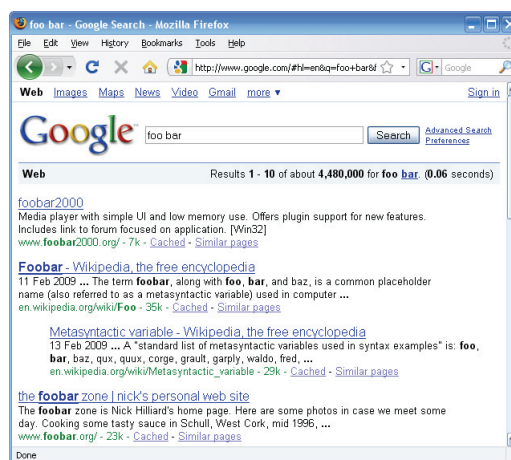 foo bar - Google Search - Mozilla Firefox
File Edit View History Bookmarks Tools Help
http://www.google.com/#hl=en&q=foo+bar& Google
Web Images Maps News Video Gmail more ▼ Sign in
Google foo bar Search Advanced Search
Preferences
Web Results 1 - 10 of about 4,480,000 for foo bar. (0.06 seconds)
foobar2000
Media player with simple UI and low memory use. Offers plugin support for new features.
Includes link to forum focused on application. [Win32]
www.foobar2000.org/ - 7k - Cached - Similar pages
Foobar - Wikipedia, the free encyclopedia
11 Feb 2009 ... The term foobar, along with foo, bar, and baz, is a common placeholder
name (also referred to as a metasyntactic variable) used in computer ...
en.wikipedia.org/wiki/Foo - 35k - Cached - Similar pages
Metasyntactic variable - Wikipedia, the free encyclopedia
13 Feb 2009 ... A "standard list of metasyntactic variables used in syntax examples" is: foo,
bar, baz, qux, quux, corge, grault, garply, waldo, fred, ...
en.wikipedia.org/wiki/Metasyntactic_variable - 29k - Cached - Similar pages
the foobar zone | nick's personal web site
The foobar zone is Nick Hilliard's home page. Here are some photos in case we meet some
day. Cooking some tasty sauce in Schull, West Cork, mid 1996, ...
www.foobar.org/ - 23k - Cached - Similar pages
Done